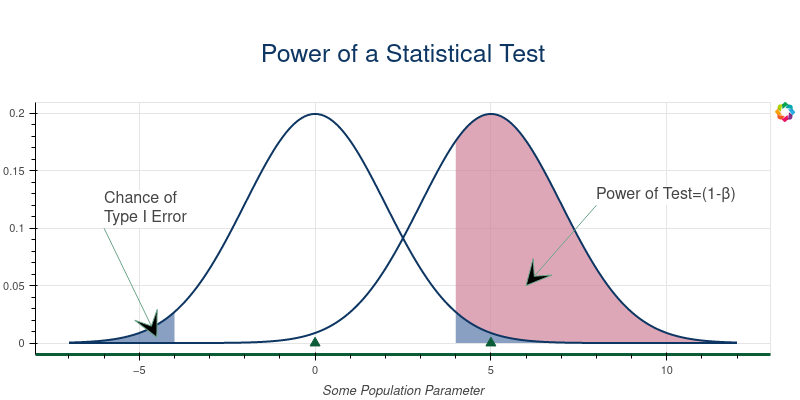 Power of a Statistical Test
0.2
0.15
0.1
0.05
0
Chance of
Type I Error
Power of Test=(1-β)
−5
0
5
10
Some Population Parameter